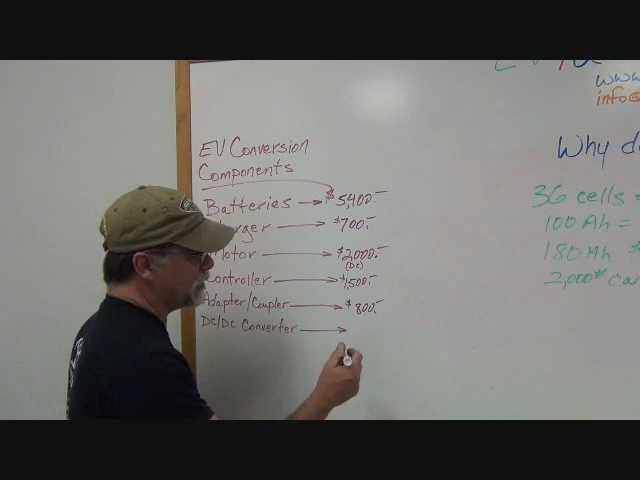 EV Conversion
Components
Batteries → $5,400.-
→ $700.-
Motor → $2,000.-
(DC)
Controller → $1,500.-
Adapter/Coupler → $800.-
DC/DC Converter →
www
info@
Why d
36 cells =
100 Ah =
180 Ah $
2,000# Car